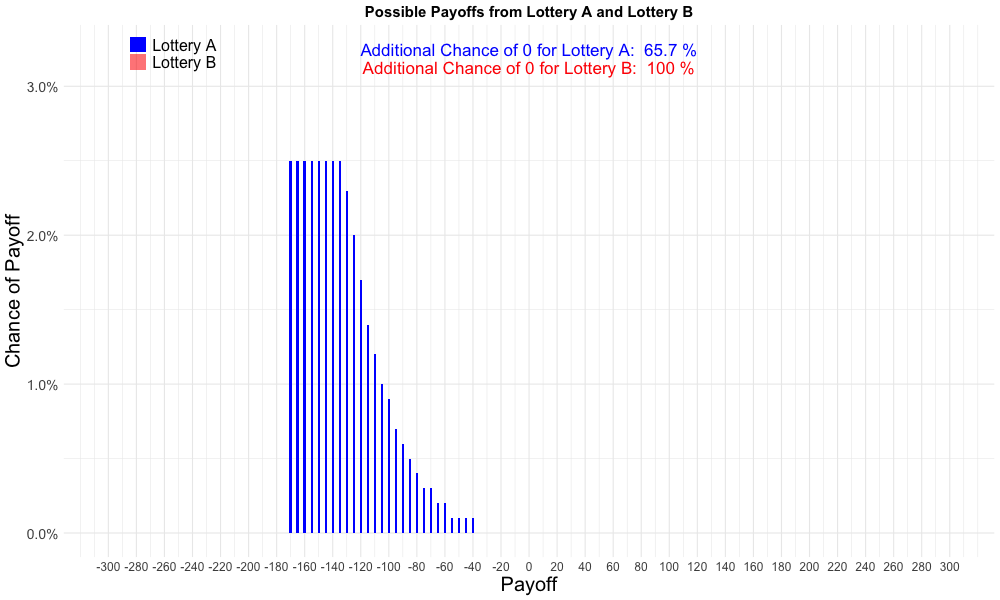 Possible Payoffs from Lottery A and Lottery B
Lottery A
Lottery B
Additional Chance of 0 for Lottery A:  65.7 %
Additional Chance of 0 for Lottery B:  100 %
Chance of Payoff
3.0%
2.0%
1.0%
0.0%
-300 -280 -260 -240 -220 -200 -180 -160 -140 -120 -100 -80 -60 -40 -20 0 20 40 60 80 100 120 140 160 180 200 220 240 260 280 300
Payoff